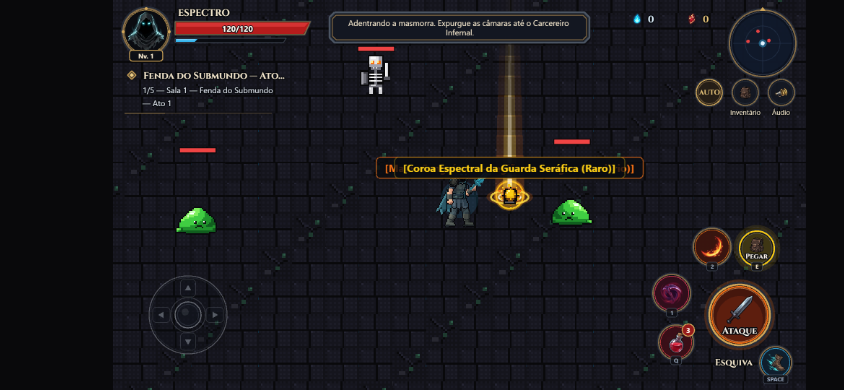 ESPECTRO
120/120
Nv. 1
Adentrando a masmorra. Expurgue as câmaras até o Carcereiro
Infernal.
0
0
Fenda do Submundo — Ato...
1/5 — Sala 1 — Fenda do Submundo
— Ato 1
AUTO
Inventário
Áudio
[Coroa Espectral da Guarda Seráfica (Raro)]
2
PEGAR
E
1
ATAQUE
3
Q
ESQUIVA
SPACE